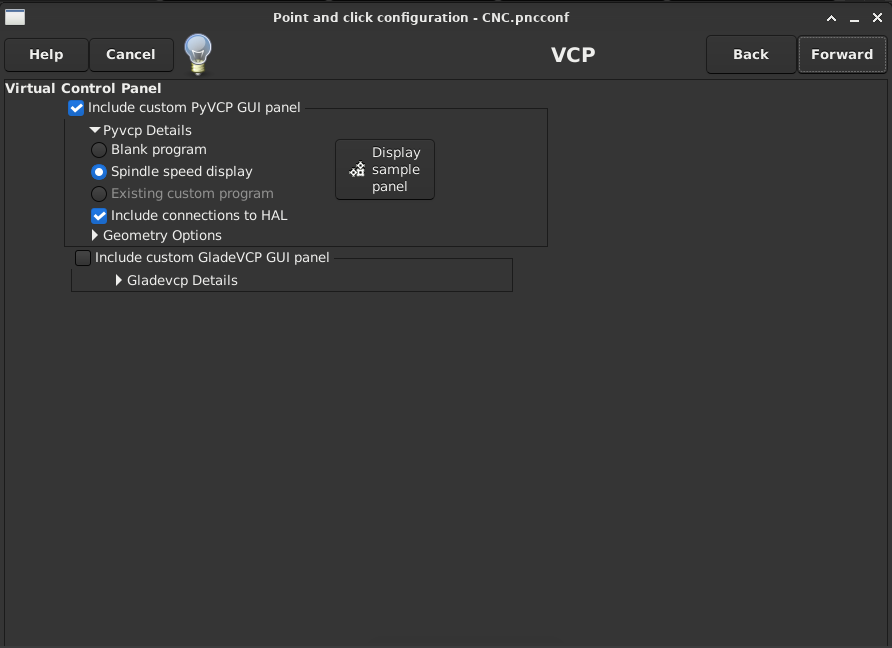 Point and click configuration - CNC.pncconf
Help
Cancel
VCP
Back
Forward
Virtual Control Panel
Include custom PyVCP GUI panel
Pyvcp Details
Blank program
Spindle speed display
Existing custom program
Display
sample
panel
Include connections to HAL
Geometry Options
Include custom GladeVCP GUI panel
Gladevcp Details